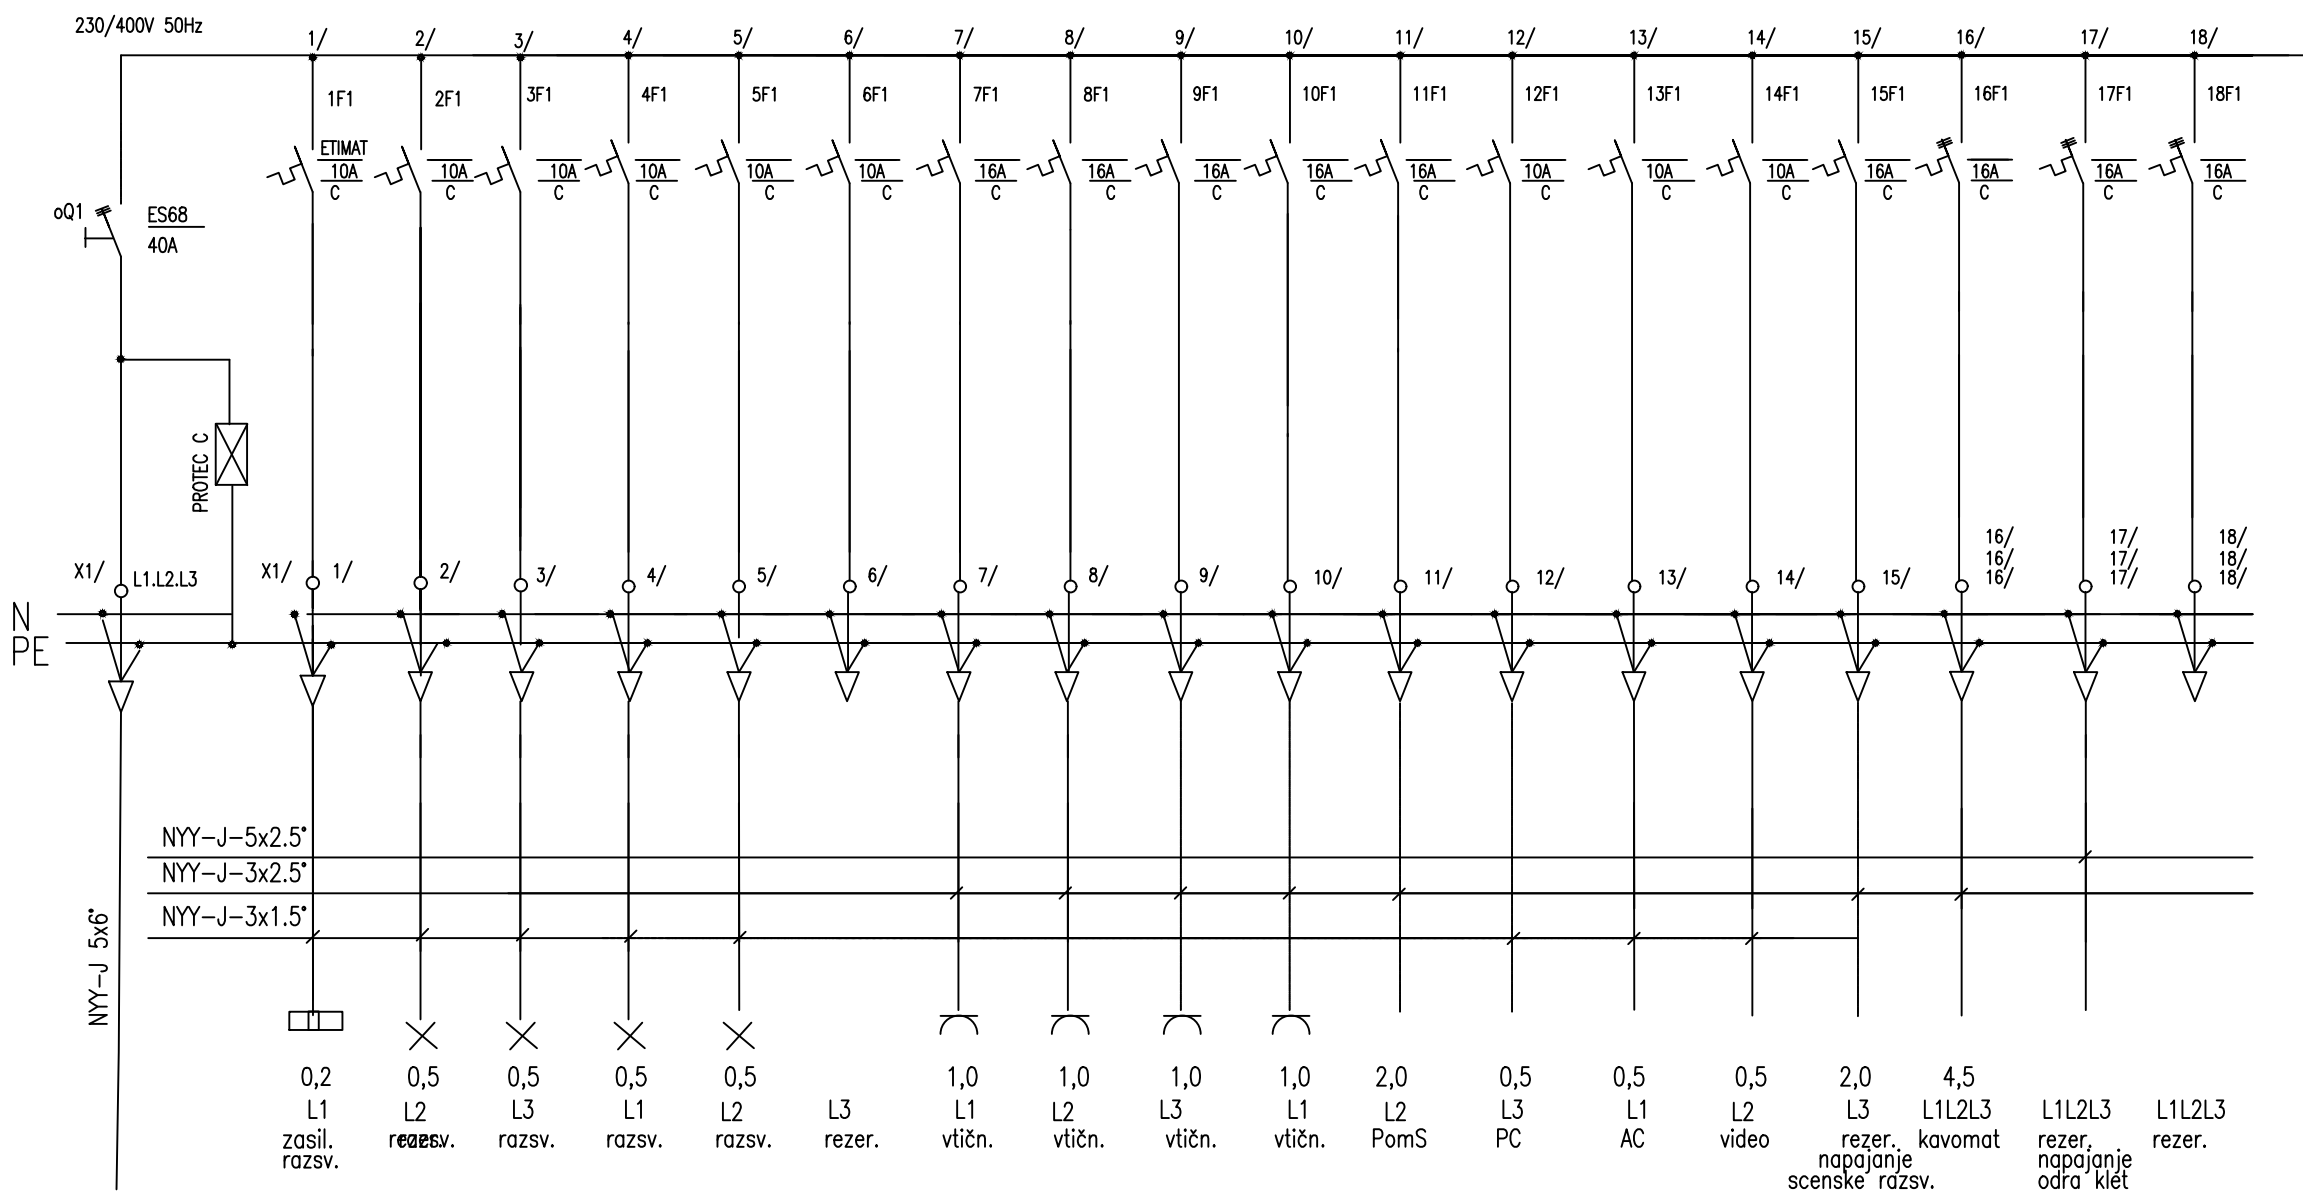 230/400V 50Hz
1/ 2/ 3/ 4/ 5/ 6/ 7/ 8/ 9/ 10/ 11/ 12/ 13/ 14/ 15/ 16/ 17/ 18/
1F1 2F1 3F1 4F1 5F1 6F1 7F1 8F1 9F1 10F1 11F1 12F1 13F1 14F1 15F1 16F1 17F1 18F1
ETIMAT
10A 10A 10A 10A 10A 10A 16A 16A 16A 16A 16A 10A 10A 10A 16A 16A 16A 16A
C C C C C C C C C C C C C C C C C C
oQ1 ES68
40A
PROTEC C
16/ 17/ 18/
16/ 17/ 18/
X1/ L1.L2.L3 X1/ 1/ 2/ 3/ 4/ 5/ 6/ 7/ 8/ 9/ 10/ 11/ 12/ 13/ 14/ 15/ 16/ 17/ 18/
N
PE
NYY-J-5x2.5°
NYY-J-3x2.5°
NYY-J-3x1.5°
NYY-J 5x6°
0,2 0,5 0,5 0,5 0,5 1,0 1,0 1,0 1,0 2,0 0,5 0,5 0,5 2,0 4,5
L1 L2 L3 L1 L2 L3 L1 L2 L3 L1 L2 L3 L1 L2 L3 L1L2L3 L1L2L3 L1L2L3
zasil. razsv. razsv. razsv. rezer. vtičn. vtičn. vtičn. vtičn. PomS PC AC video rezer. kavomat rezer. rezer.
razsv. napajanje napajanje
scenske razsv. odra klet